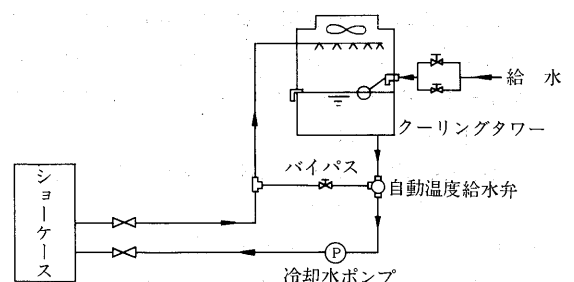 給水
クーリングタワー
バイパス
自動温度給水弁
ショーケース
P
冷却水ポンプ